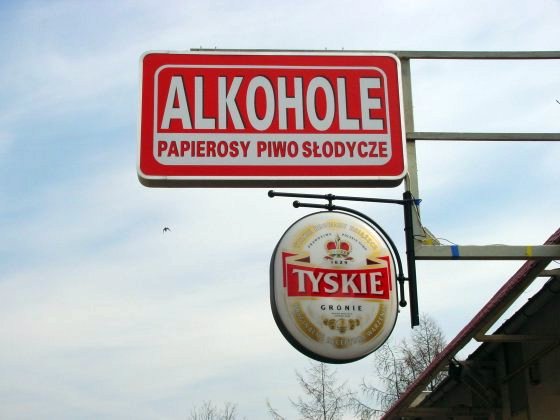 ALKOHOLE
PAPIEROSY PIWO SŁODYCZE
1629
TYSKIE
GRONIE